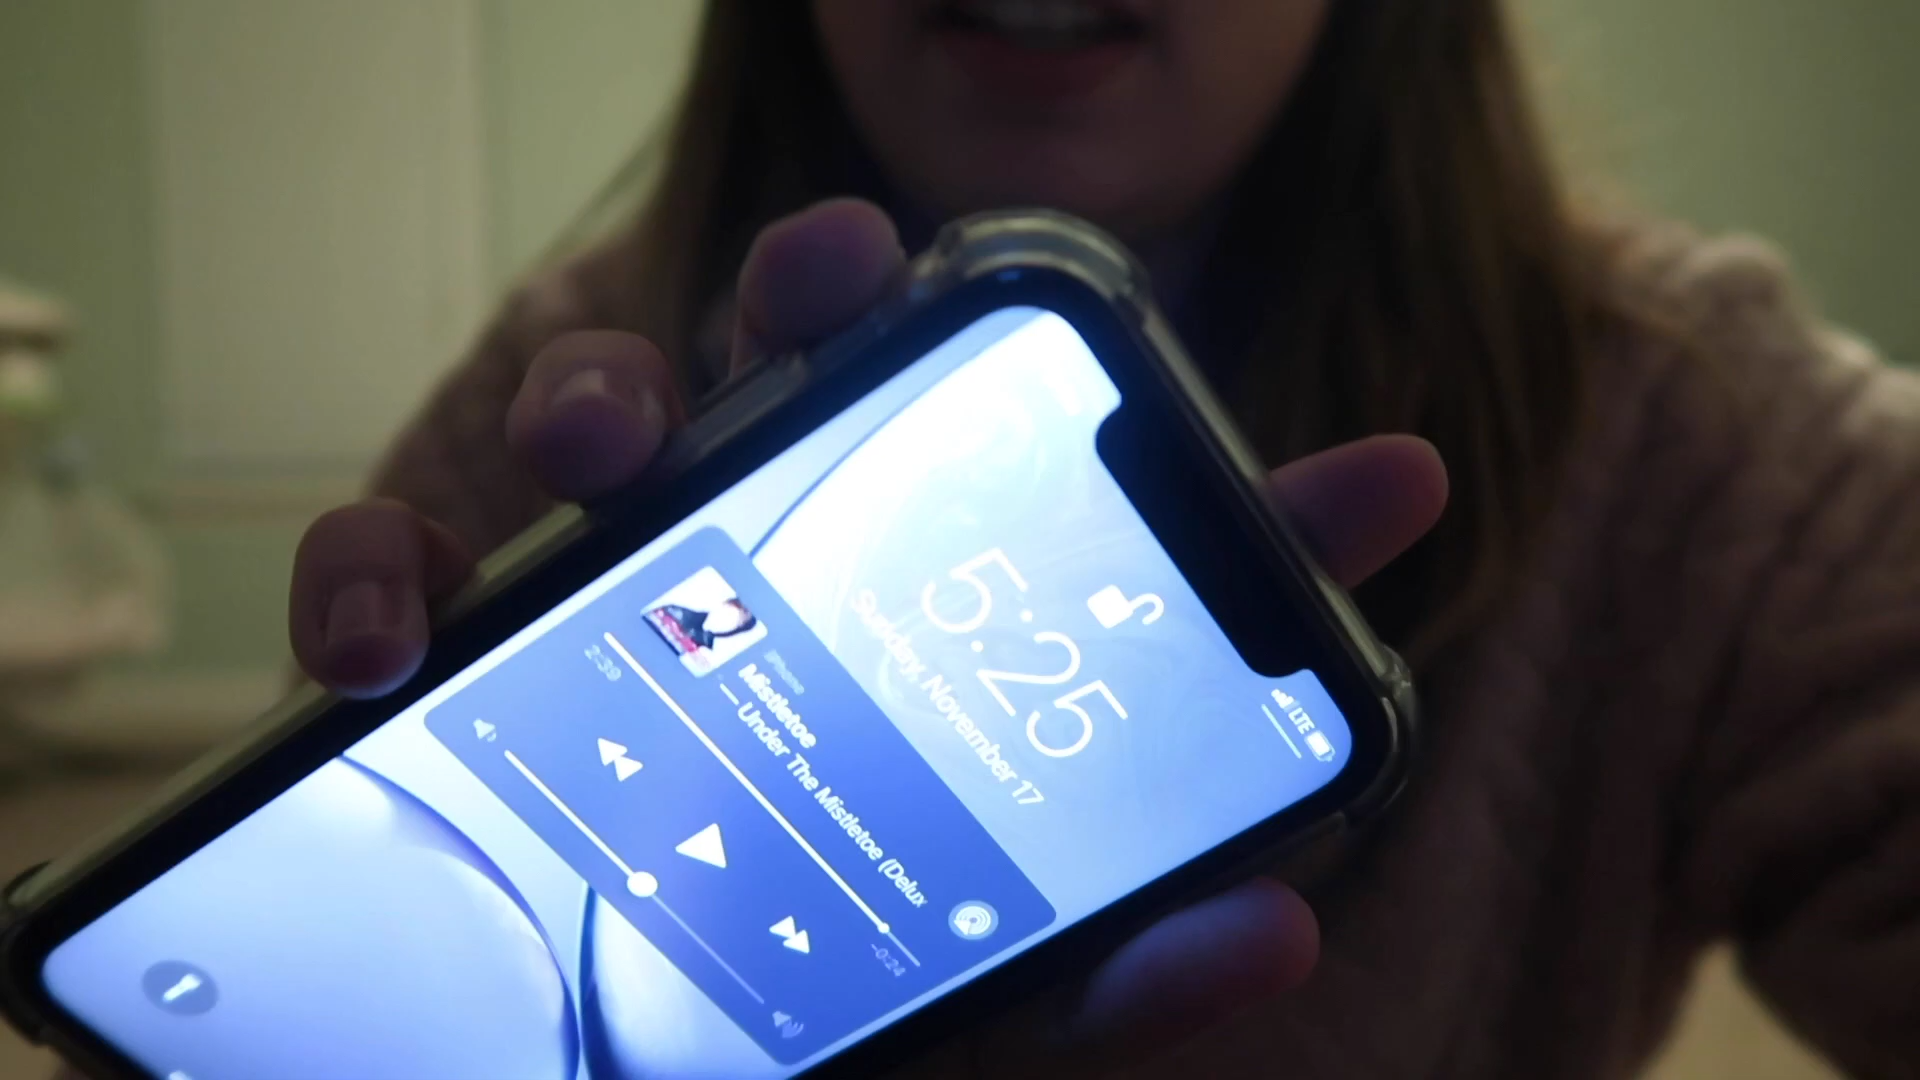 LTE
5:25
Sunday, November 17
iPhone
Mistletoe
— Under The Mistletoe (Delux
2:39
-0:24